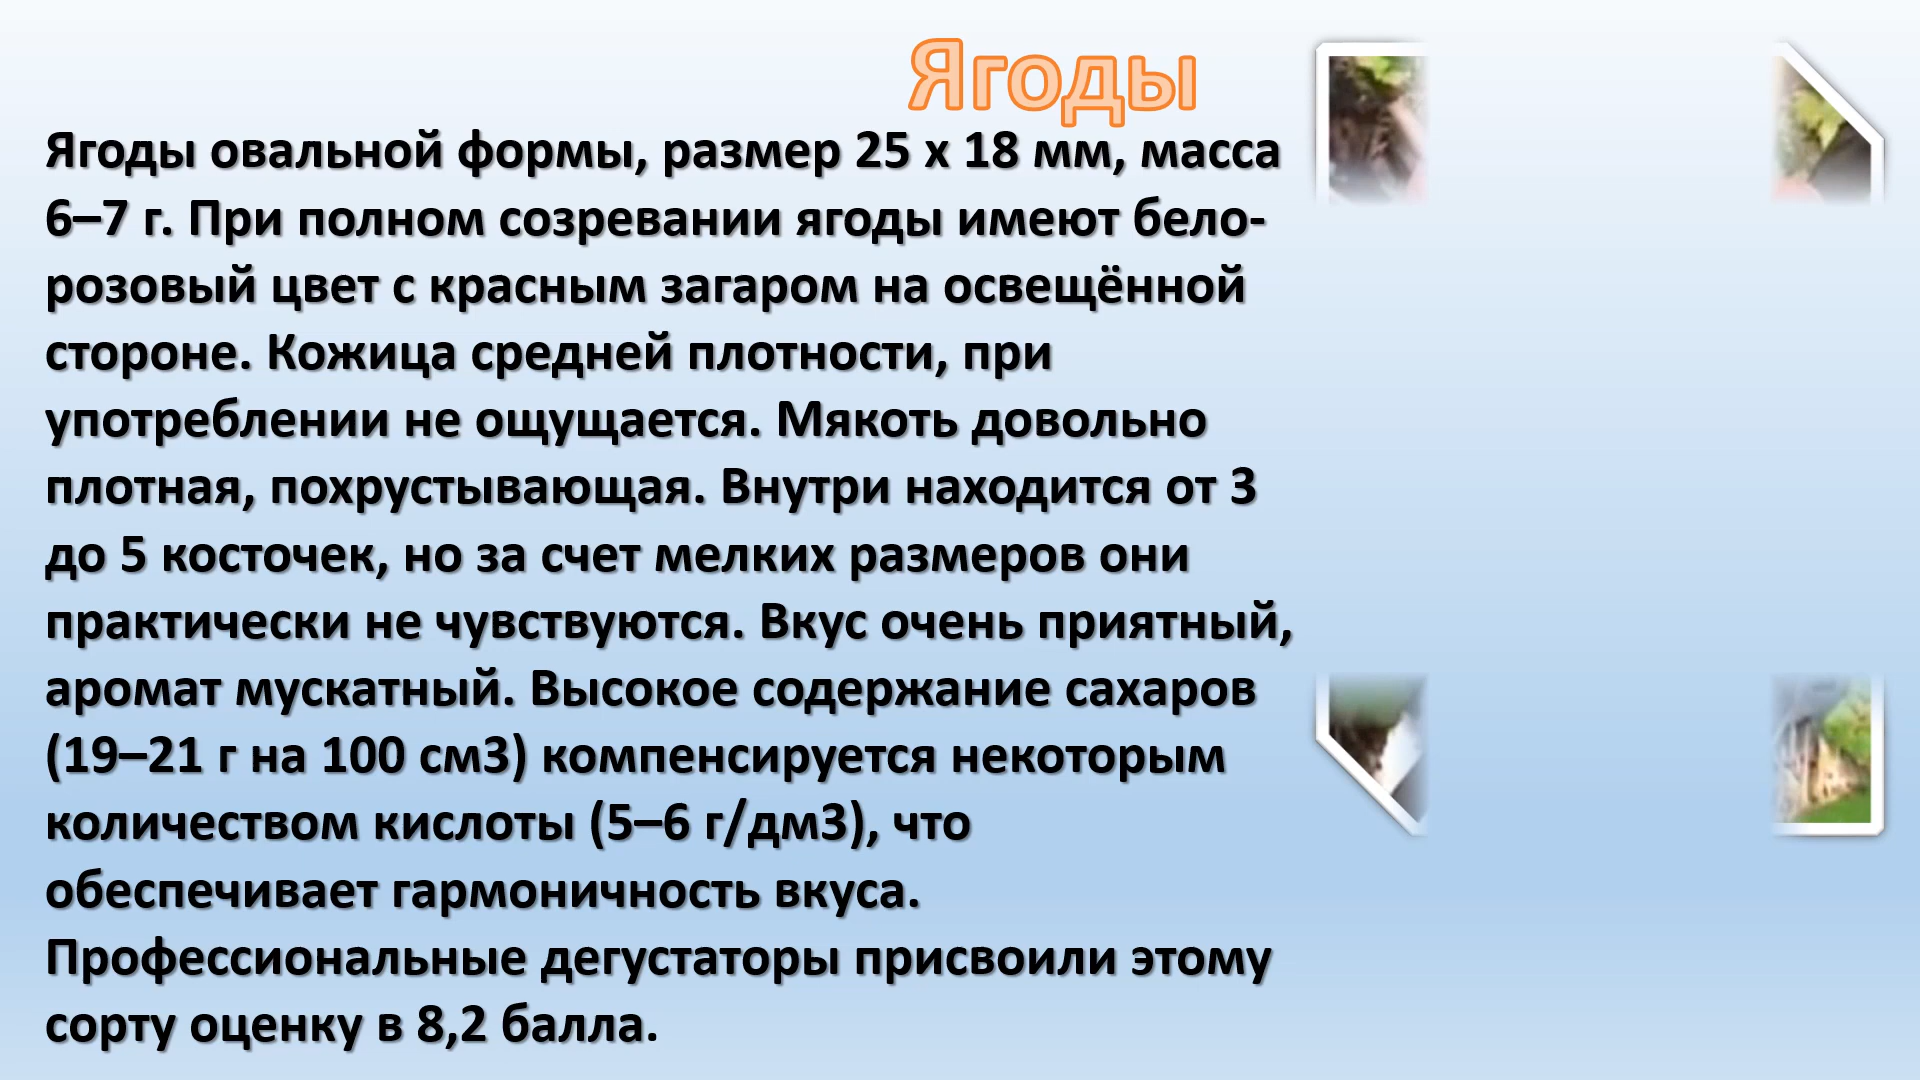 Ягоды
Ягоды овальной формы, размер 25 х 18 мм, масса
6–7 г. При полном созревании ягоды имеют бело-
розовый цвет с красным загаром на освещённой
стороне. Кожица средней плотности, при
употреблении не ощущается. Мякоть довольно
плотная, похрустывающая. Внутри находится от 3
до 5 косточек, но за счет мелких размеров они
практически не чувствуются. Вкус очень приятный,
аромат мускатный. Высокое содержание сахаров
(19–21 г на 100 см3) компенсируется некоторым
количеством кислоты (5–6 г/дм3), что
обеспечивает гармоничность вкуса.
Профессиональные дегустаторы присвоили этому
сорту оценку в 8,2 балла.